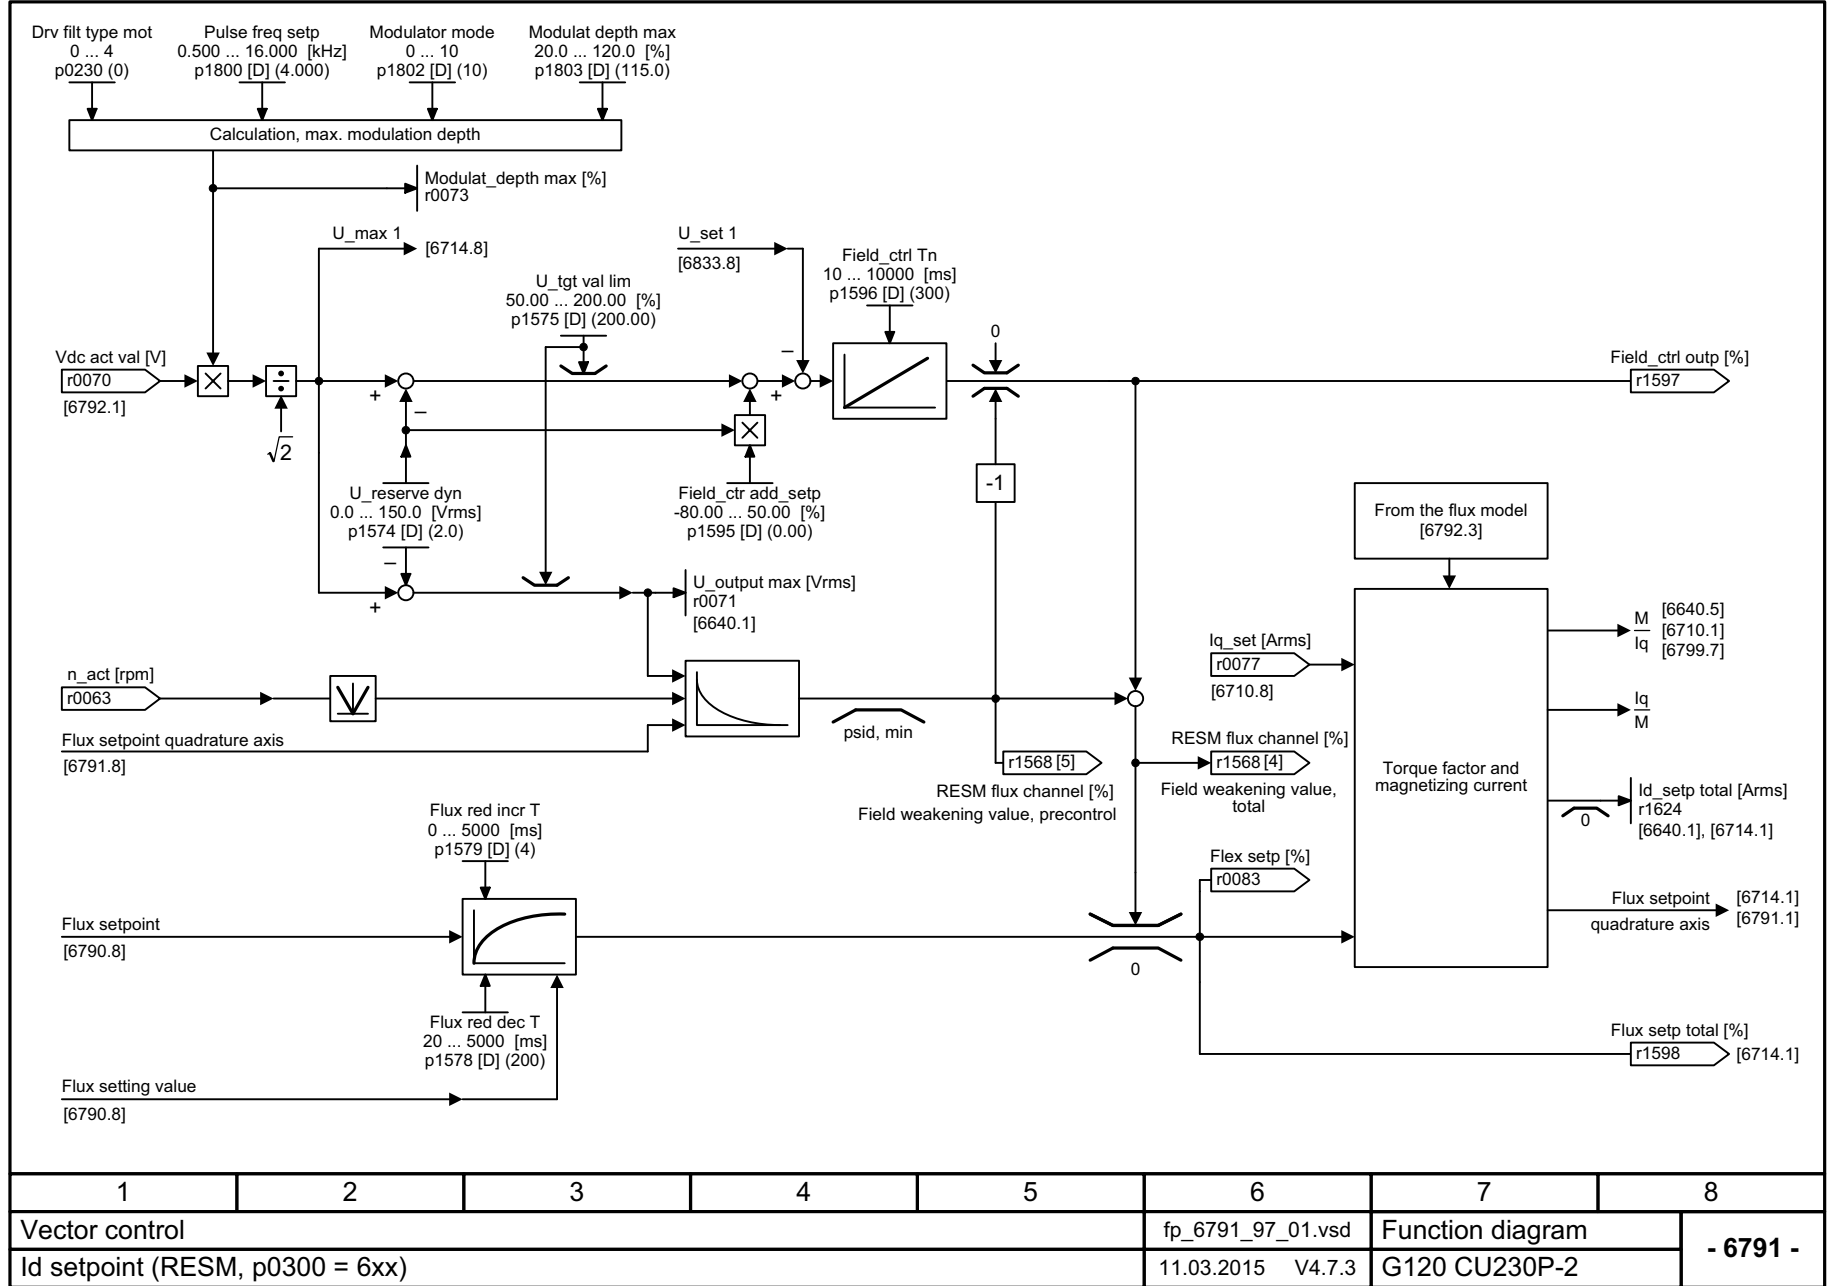 Drv filt type mot
0 ... 4
p0230 (0)
Pulse freq setp
0.500 ... 16.000 [kHz]
p1800 [D] (4.000)
Modulator mode
0 ... 10
p1802 [D] (10)
Modulat depth max
20.0 ... 120.0 [%]
p1803 [D] (115.0)
Calculation, max. modulation depth
Modulat_depth max [%]
r0073
U_max 1
[6714.8]
U_set 1
[6833.8]
Field_ctrl Tn
10 ... 10000 [ms]
p1596 [D] (300)
U_tgt val lim
50.00 ... 200.00 [%]
p1575 [D] (200.00)
0
Vdc act val [V]
r0070
[6792.1]
×
÷
√2
+
–
+
–
×
Field_ctrl outp [%]
r1597
-1
U_reserve dyn
0.0 ... 150.0 [Vrms]
p1574 [D] (2.0)
Field_ctr add_setp
-80.00 ... 50.00 [%]
p1595 [D] (0.00)
From the flux model
[6792.3]
–
+
U_output max [Vrms]
r0071
[6640.1]
Iq_set [Arms]
r0077
[6710.8]
M
Iq
[6640.5]
[6710.1]
[6799.7]
n_act [rpm]
r0063
Iq
M
Flux setpoint quadrature axis
[6791.8]
psid, min
r1568 [5]
RESM flux channel [%]
Field weakening value, precontrol
RESM flux channel [%]
r1568 [4]
Field weakening value,
total
Torque factor and
magnetizing current
0
Id_setp total [Arms]
r1624
[6640.1], [6714.1]
Flux red incr T
0 ... 5000 [ms]
p1579 [D] (4)
Flex setp [%]
r0083
Flux setpoint
quadrature axis
[6714.1]
[6791.1]
Flux setpoint
[6790.8]
0
Flux red dec T
20 ... 5000 [ms]
p1578 [D] (200)
Flux setp total [%]
r1598
[6714.1]
Flux setting value
[6790.8]
1 2 3 4 5 6 7 8
Vector control
fp_6791_97_01.vsd
Function diagram
- 6791 -
Id setpoint (RESM, p0300 = 6xx)
11.03.2015 V4.7.3
G120 CU230P-2